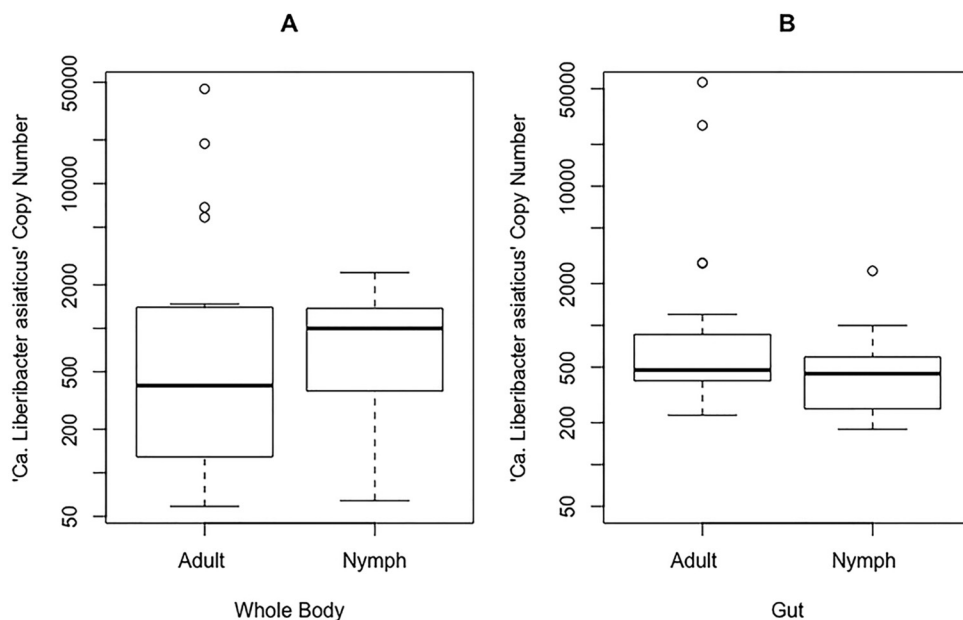 A
'Ca. Liberibacter asiaticus' Copy Number
50000
10000
2000
500
200
50
Adult
Nymph
Whole Body
B
'Ca. Liberibacter asiaticus' Copy Number
50000
10000
2000
500
200
50
Adult
Nymph
Gut